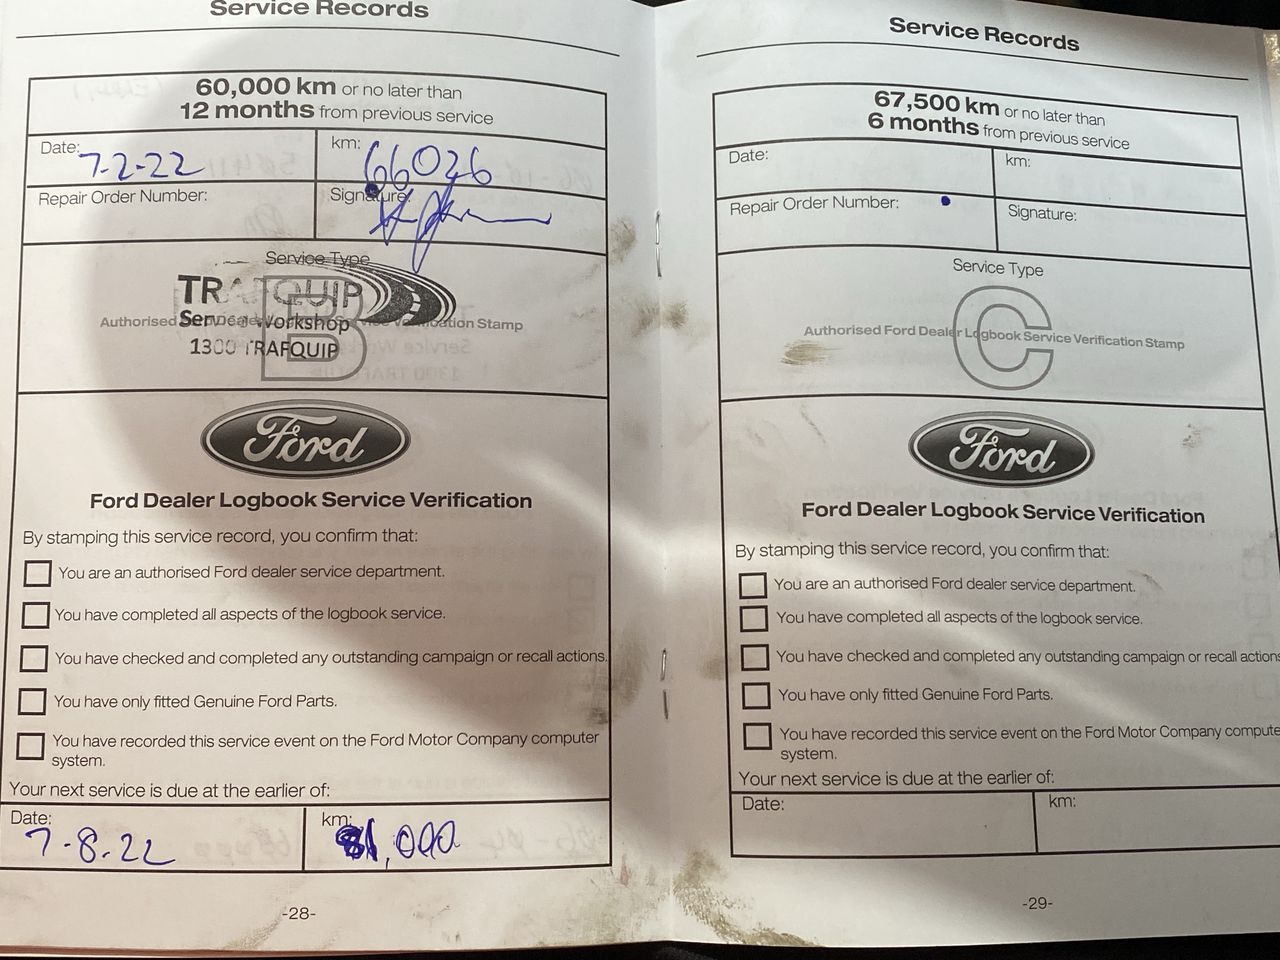 Service Records
60,000 km or no later than
12 months from previous service
Date: 7-2-22
km: 66026
Repair Order Number:
Signature:
Service Type
B
TRAFQUIP
Service Workshop
1300 TRAFQUIP
Ford
Ford Dealer Logbook Service Verification
By stamping this service record, you confirm that:
You are an authorised Ford dealer service department.
You have completed all aspects of the logbook service.
You have checked and completed any outstanding campaign or recall actions.
You have only fitted Genuine Ford Parts.
You have recorded this service event on the Ford Motor Company computer
system.
Your next service is due at the earlier of:
Date: 7-8-22
km: 81,000
-28-
Service Records
67,500 km or no later than
6 months from previous service
Date:
km:
Repair Order Number:
Signature:
Service Type
C
Authorised Ford Dealer Logbook Service Verification Stamp
Ford
Ford Dealer Logbook Service Verification
By stamping this service record, you confirm that:
You are an authorised Ford dealer service department.
You have completed all aspects of the logbook service.
You have checked and completed any outstanding campaign or recall actions
You have only fitted Genuine Ford Parts.
You have recorded this service event on the Ford Motor Company compute
system.
Your next service is due at the earlier of:
Date:
km:
-29-